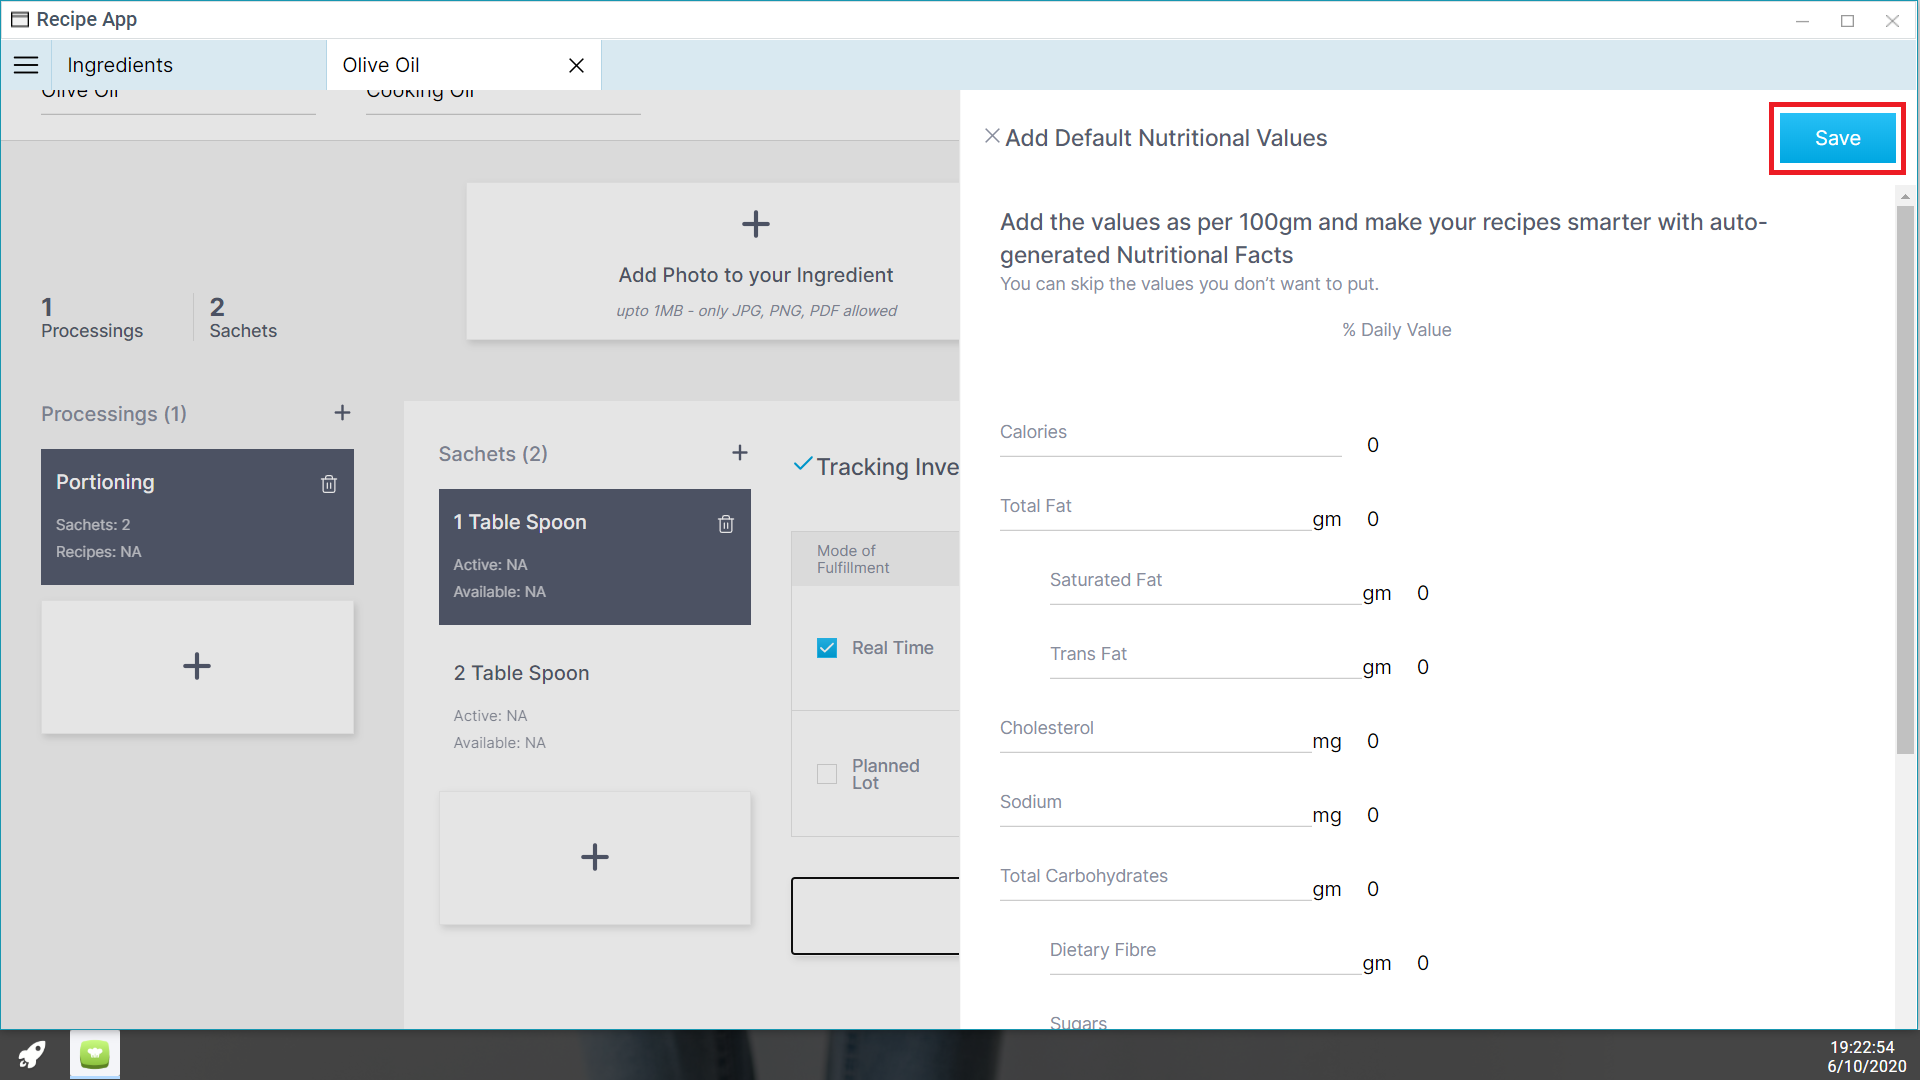 Recipe App
Ingredients
Olive Oil
Olive Oil
Cooking Oil
Add Default Nutritional Values
Save
Add the values as per 100gm and make your recipes smarter with auto-
generated Nutritional Facts
You can skip the values you don’t want to put.
% Daily Value
Add Photo to your Ingredient
upto 1MB - only JPG, PNG, PDF allowed
1
Processings
2
Sachets
Processings (1)
Portioning
Sachets: 2
Recipes: NA
Sachets (2)
1 Table Spoon
Active: NA
Available: NA
2 Table Spoon
Active: NA
Available: NA
Tracking Inve
Mode of
Fulfillment
Real Time
Planned
Lot
Calories
0
Total Fat
gm 0
Saturated Fat
gm 0
Trans Fat
gm 0
Cholesterol
mg 0
Sodium
mg 0
Total Carbohydrates
gm 0
Dietary Fibre
gm 0
Sugars
19:22:54
6/10/2020